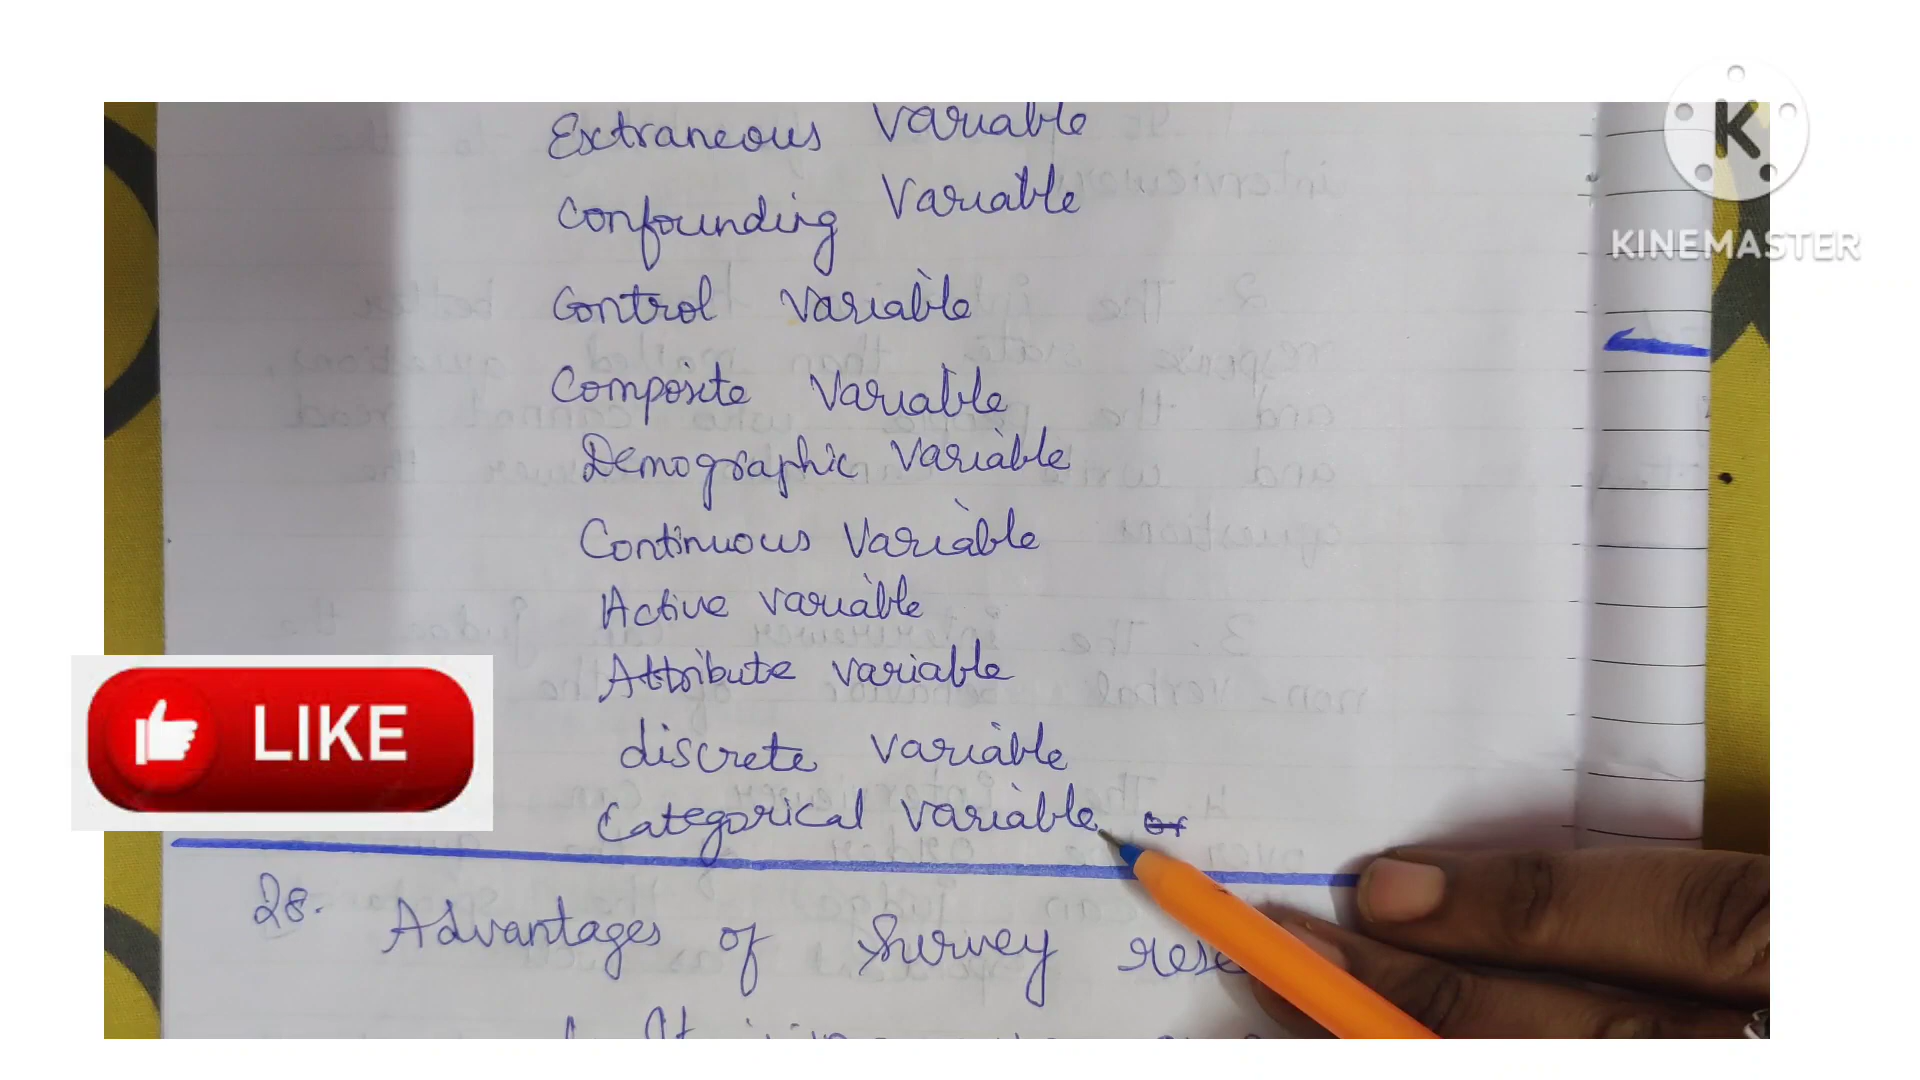 Extraneous Variable
Confounding Variable
Control Variable
Composite Variable
Demographic Variable
Continuous Variable
Active variable
Attribute variable
discrete variable
Categorical variable or
28. Advantages of Survey rese
KINEMASTER
LIKE